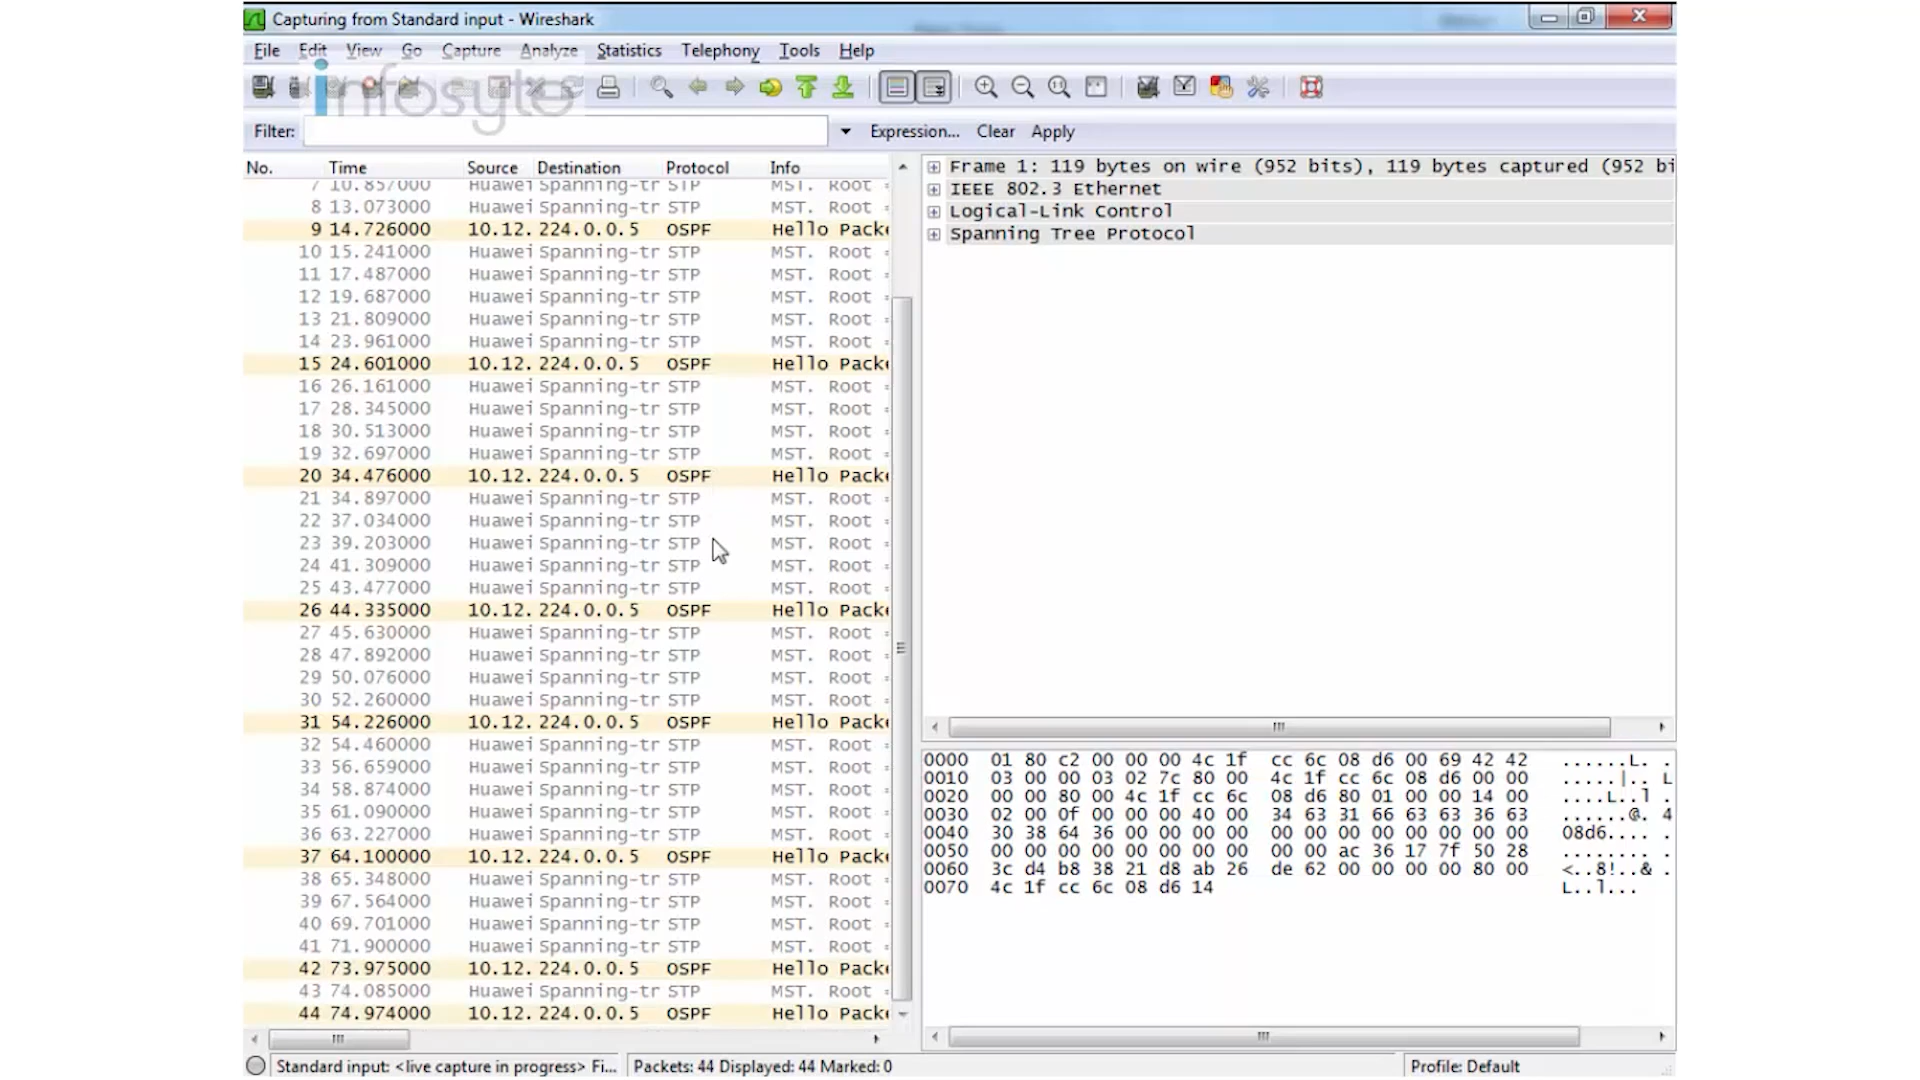 Capturing from Standard input - Wireshark
File Edit View Go Capture Analyze Statistics Telephony Tools Help
infosyte
Filter: Expression... Clear Apply
No. Time Source Destination Protocol Info
7 10.857000 Huawei Spanning-tr STP MST. Root =
8 13.073000 Huawei Spanning-tr STP MST. Root =
9 14.726000 10.12. 224.0.0.5 OSPF Hello Packe
10 15.241000 Huawei Spanning-tr STP MST. Root =
11 17.487000 Huawei Spanning-tr STP MST. Root =
12 19.687000 Huawei Spanning-tr STP MST. Root =
13 21.809000 Huawei Spanning-tr STP MST. Root =
14 23.961000 Huawei Spanning-tr STP MST. Root =
15 24.601000 10.12. 224.0.0.5 OSPF Hello Packe
16 26.161000 Huawei Spanning-tr STP MST. Root =
17 28.345000 Huawei Spanning-tr STP MST. Root =
18 30.513000 Huawei Spanning-tr STP MST. Root =
19 32.697000 Huawei Spanning-tr STP MST. Root =
20 34.476000 10.12. 224.0.0.5 OSPF Hello Packe
21 34.897000 Huawei Spanning-tr STP MST. Root =
22 37.034000 Huawei Spanning-tr STP MST. Root =
23 39.203000 Huawei Spanning-tr STP MST. Root =
24 41.309000 Huawei Spanning-tr STP MST. Root =
25 43.477000 Huawei Spanning-tr STP MST. Root =
26 44.335000 10.12. 224.0.0.5 OSPF Hello Packe
27 45.630000 Huawei Spanning-tr STP MST. Root =
28 47.892000 Huawei Spanning-tr STP MST. Root =
29 50.076000 Huawei Spanning-tr STP MST. Root =
30 52.260000 Huawei Spanning-tr STP MST. Root =
31 54.226000 10.12. 224.0.0.5 OSPF Hello Packe
32 54.460000 Huawei Spanning-tr STP MST. Root =
33 56.659000 Huawei Spanning-tr STP MST. Root =
34 58.874000 Huawei Spanning-tr STP MST. Root =
35 61.090000 Huawei Spanning-tr STP MST. Root =
36 63.227000 Huawei Spanning-tr STP MST. Root =
37 64.100000 10.12. 224.0.0.5 OSPF Hello Packe
38 65.348000 Huawei Spanning-tr STP MST. Root =
39 67.564000 Huawei Spanning-tr STP MST. Root =
40 69.701000 Huawei Spanning-tr STP MST. Root =
41 71.900000 Huawei Spanning-tr STP MST. Root =
42 73.975000 10.12. 224.0.0.5 OSPF Hello Packe
43 74.085000 Huawei Spanning-tr STP MST. Root =
44 74.974000 10.12. 224.0.0.5 OSPF Hello Packe
Frame 1: 119 bytes on wire (952 bits), 119 bytes captured (952 bi
IEEE 802.3 Ethernet
Logical-Link Control
Spanning Tree Protocol
0000 01 80 c2 00 00 00 4c 1f cc 6c 08 d6 00 69 42 42 ......L. .
0010 03 00 00 03 02 7c 80 00 4c 1f cc 6c 08 d6 00 00 .....|.. L
0020 00 00 80 00 4c 1f cc 6c 08 d6 80 01 00 00 14 00 ....L..l .
0030 02 00 0f 00 00 00 40 00 34 63 31 66 63 63 36 63 ......@. 4
0040 30 38 64 36 00 00 00 00 00 00 00 00 00 00 00 00 08d6.... .
0050 00 00 00 00 00 00 00 00 00 00 ac 36 17 7f 50 28 ........ .
0060 3c d4 b8 38 21 d8 ab 26 de 62 00 00 00 00 80 00 <..8!..& .
0070 4c 1f cc 6c 08 d6 14 L..l...
Standard input: <live capture in progress> Fi... Packets: 44 Displayed: 44 Marked: 0 Profile: Default